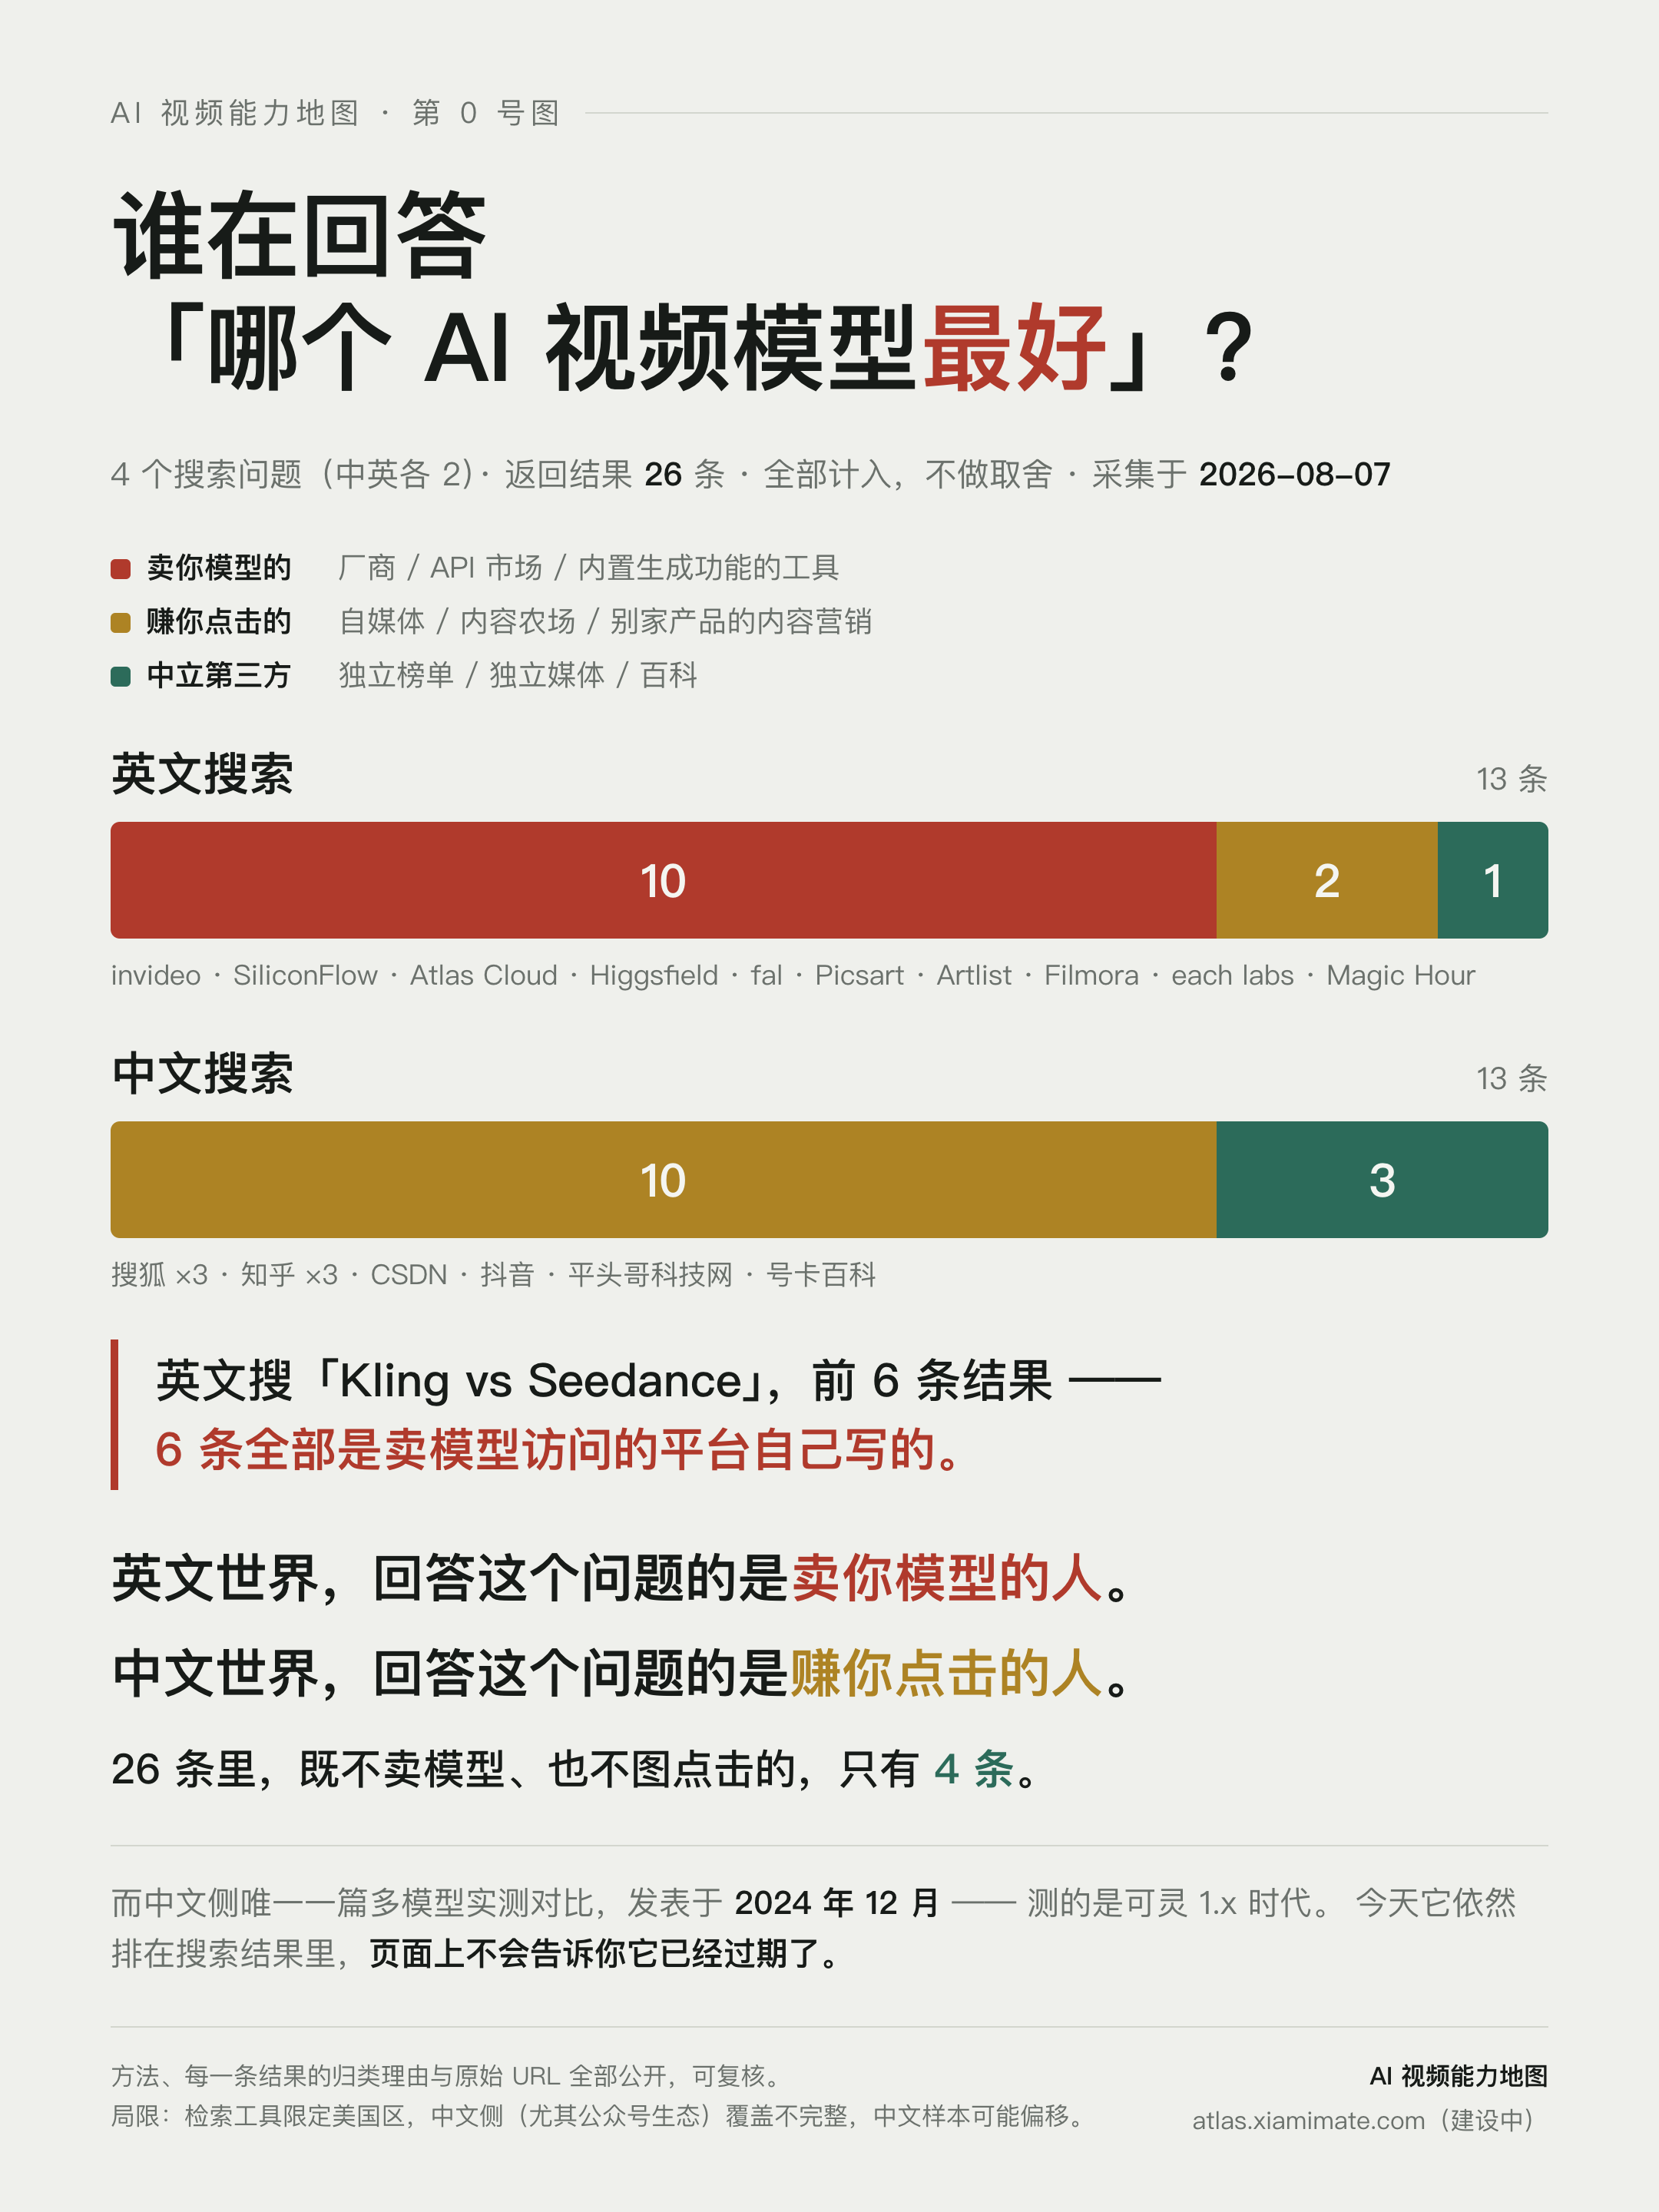 AI 视频能力地图 · 第 0 号图
谁在回答
「哪个 AI 视频模型最好」?
4 个搜索问题（中英各 2）· 返回结果 26 条 · 全部计入，不做取舍 · 采集于 2026-08-07
卖你模型的 厂商 / API 市场 / 内置生成功能的工具
赚你点击的 自媒体 / 内容农场 / 别家产品的内容营销
中立第三方 独立榜单 / 独立媒体 / 百科
英文搜索 13 条
10 2 1
invideo · SiliconFlow · Atlas Cloud · Higgsfield · fal · Picsart · Artlist · Filmora · each labs · Magic Hour
中文搜索 13 条
10 3
搜狐 ×3 · 知乎 ×3 · CSDN · 抖音 · 平头哥科技网 · 号卡百科
英文搜「Kling vs Seedance」，前 6 条结果 ——
6 条全部是卖模型访问的平台自己写的。
英文世界，回答这个问题的是卖你模型的人。
中文世界，回答这个问题的是赚你点击的人。
26 条里，既不卖模型、也不图点击的，只有 4 条。
而中文侧唯一一篇多模型实测对比，发表于 2024 年 12 月 —— 测的是可灵 1.x 时代。 今天它依然
排在搜索结果里，页面上不会告诉你它已经过期了。
方法、每一条结果的归类理由与原始 URL 全部公开，可复核。
局限：检索工具限定美国区，中文侧（尤其公众号生态）覆盖不完整，中文样本可能偏移。
AI 视频能力地图
atlas.xiamimate.com（建设中）